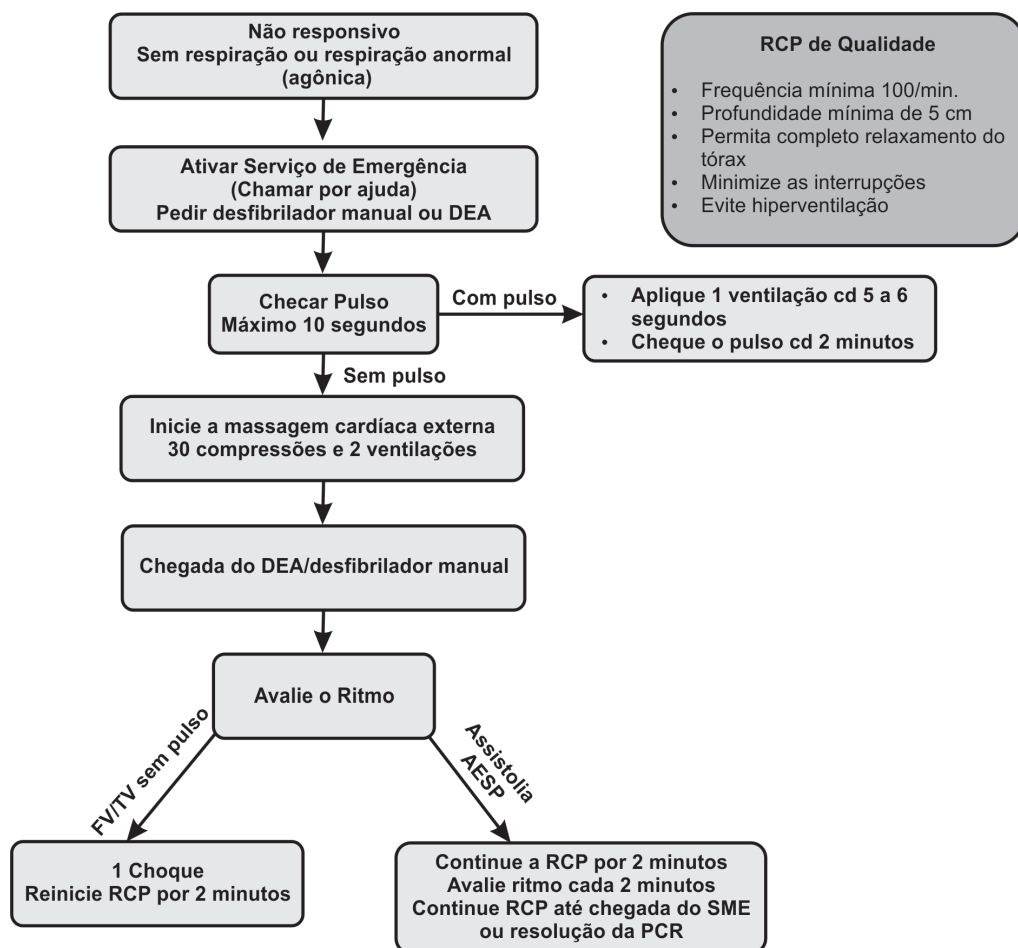 Não responsivo
Sem respiração ou respiração anormal
(agônica)
RCP de Qualidade
• Frequência mínima 100/min.
• Profundidade mínima de 5 cm
• Permita completo relaxamento do
tórax
• Minimize as interrupções
• Evite hiperventilação
Ativar Serviço de Emergência
(Chamar por ajuda)
Pedir desfibrilador manual ou DEA
Checar Pulso
Máximo 10 segundos
Com pulso
• Aplique 1 ventilação cd 5 a 6
segundos
• Cheque o pulso cd 2 minutos
Sem pulso
Inicie a massagem cardíaca externa
30 compressões e 2 ventilações
Chegada do DEA/desfibrilador manual
Avalie o Ritmo
FV/TV sem pulso
Assistolia
AESP
1 Choque
Reinicie RCP por 2 minutos
Continue a RCP por 2 minutos
Avalie ritmo cada 2 minutos
Continue RCP até chegada do SME
ou resolução da PCR